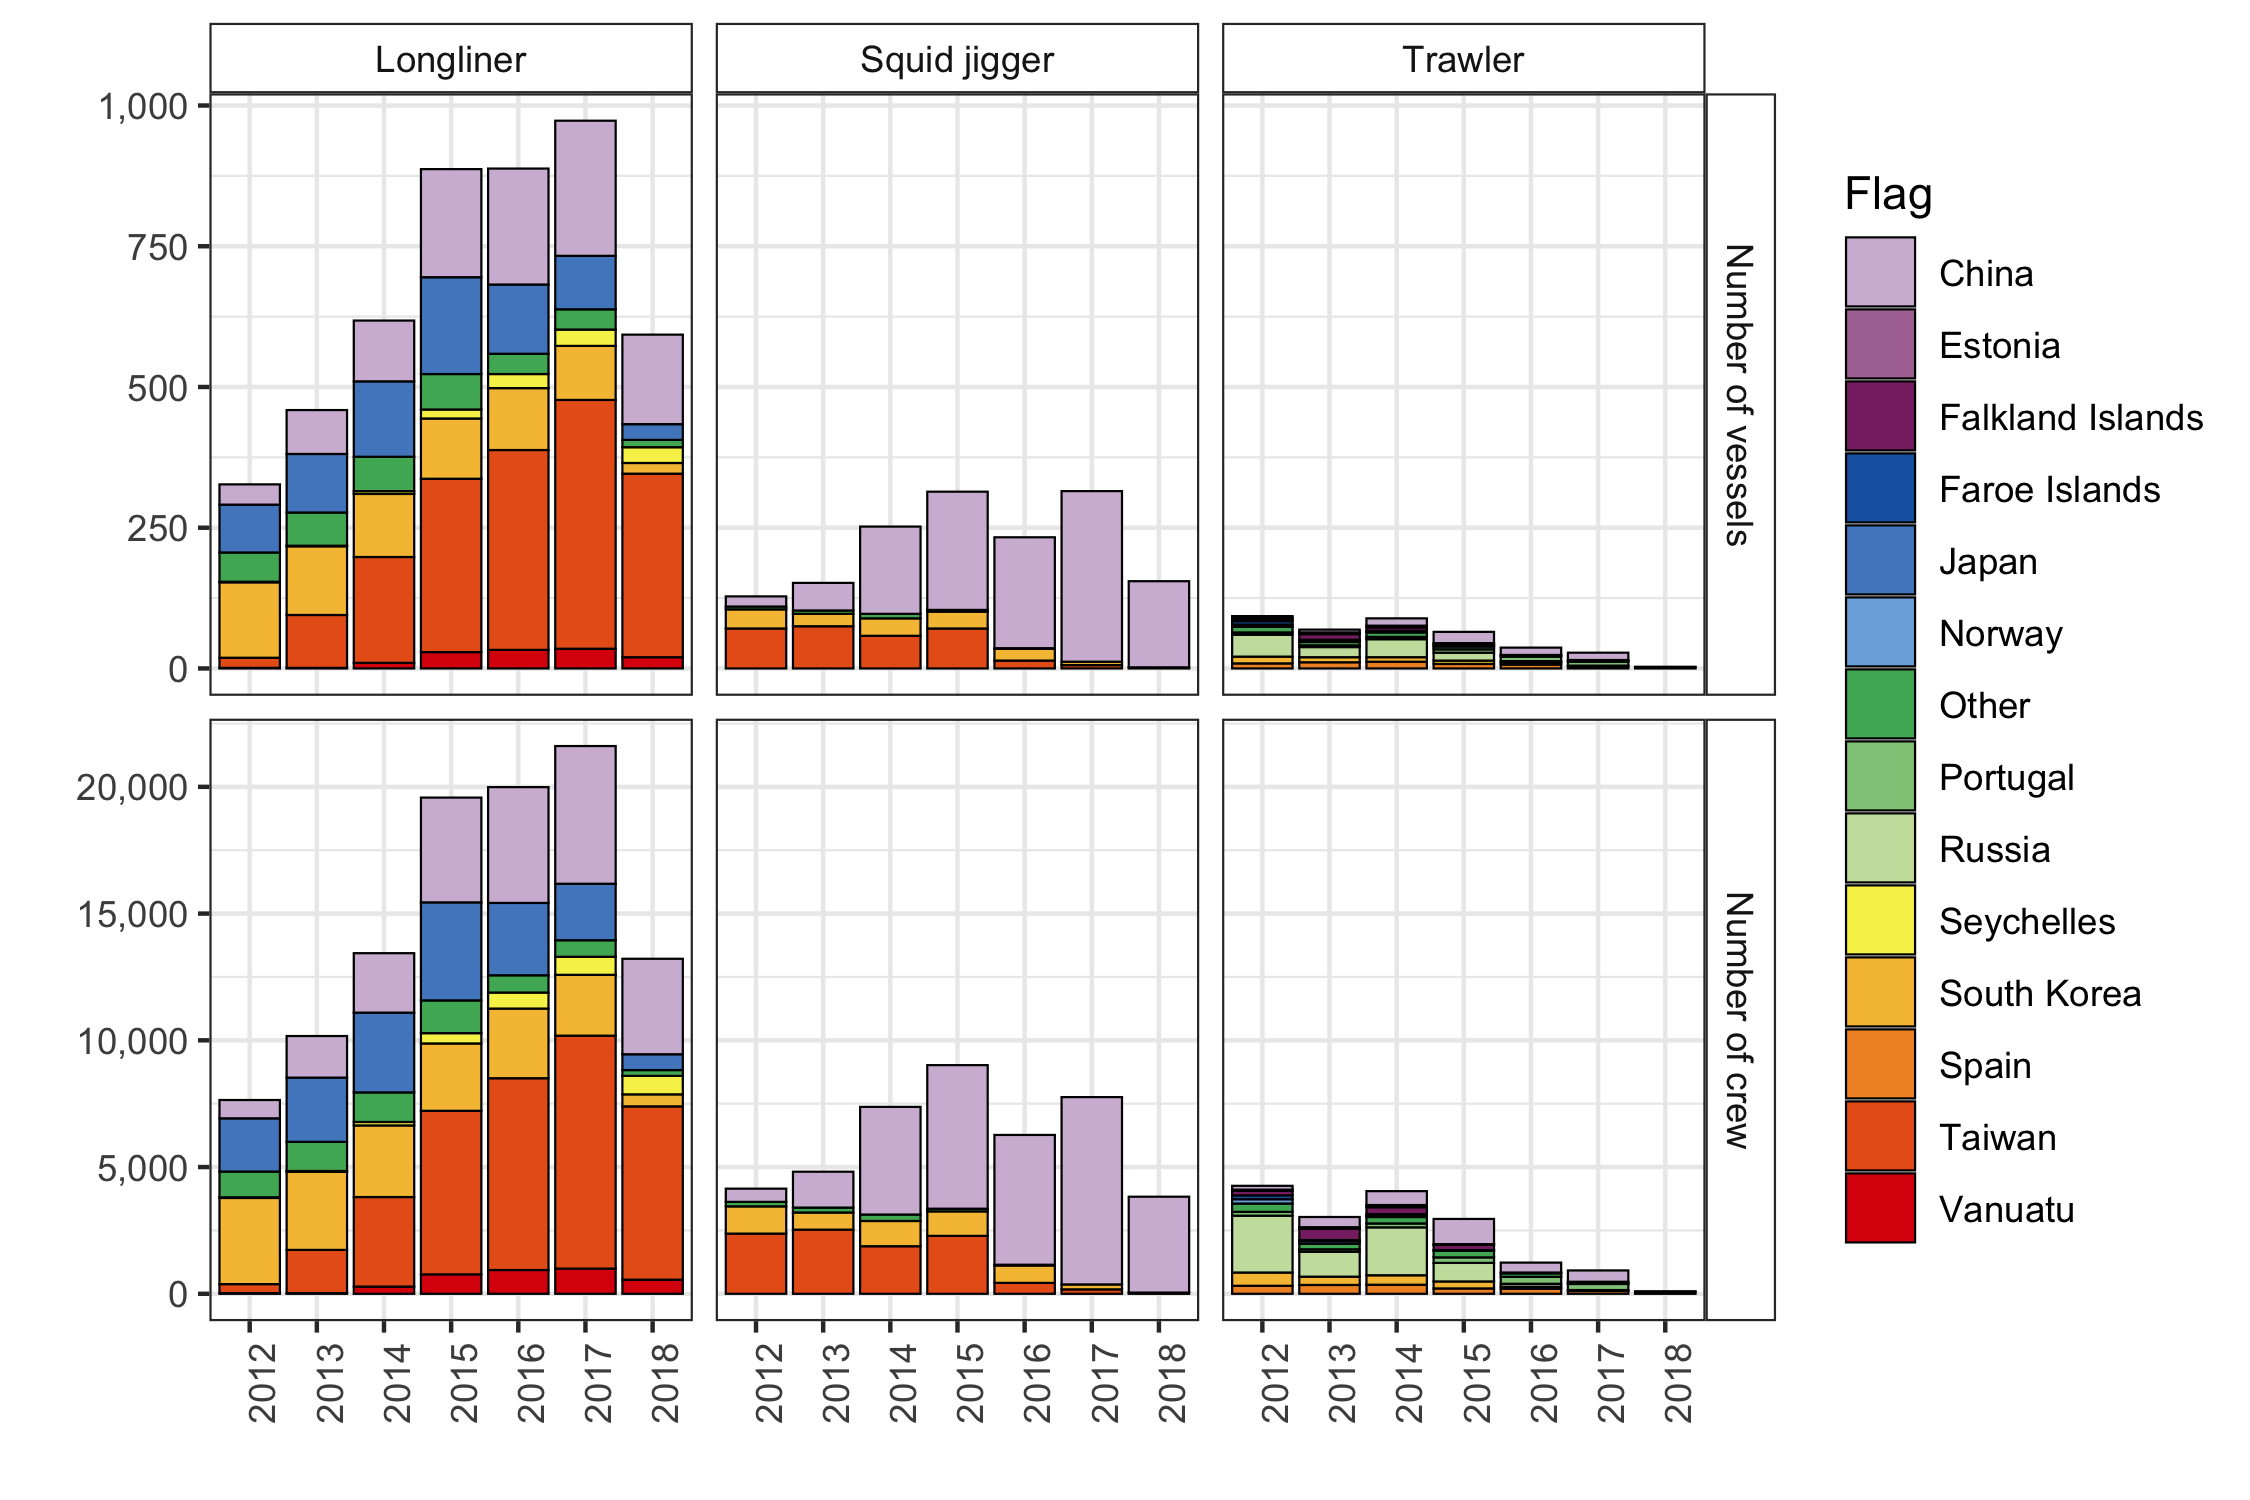 Longliner
Squid jigger
Trawler
1,000
750
500
250
0
Number of vessels
20,000
15,000
10,000
5,000
0
Number of crew
2012
2013
2014
2015
2016
2017
2018
2012
2013
2014
2015
2016
2017
2018
2012
2013
2014
2015
2016
2017
2018
Flag
China
Estonia
Falkland Islands
Faroe Islands
Japan
Norway
Other
Portugal
Russia
Seychelles
South Korea
Spain
Taiwan
Vanuatu